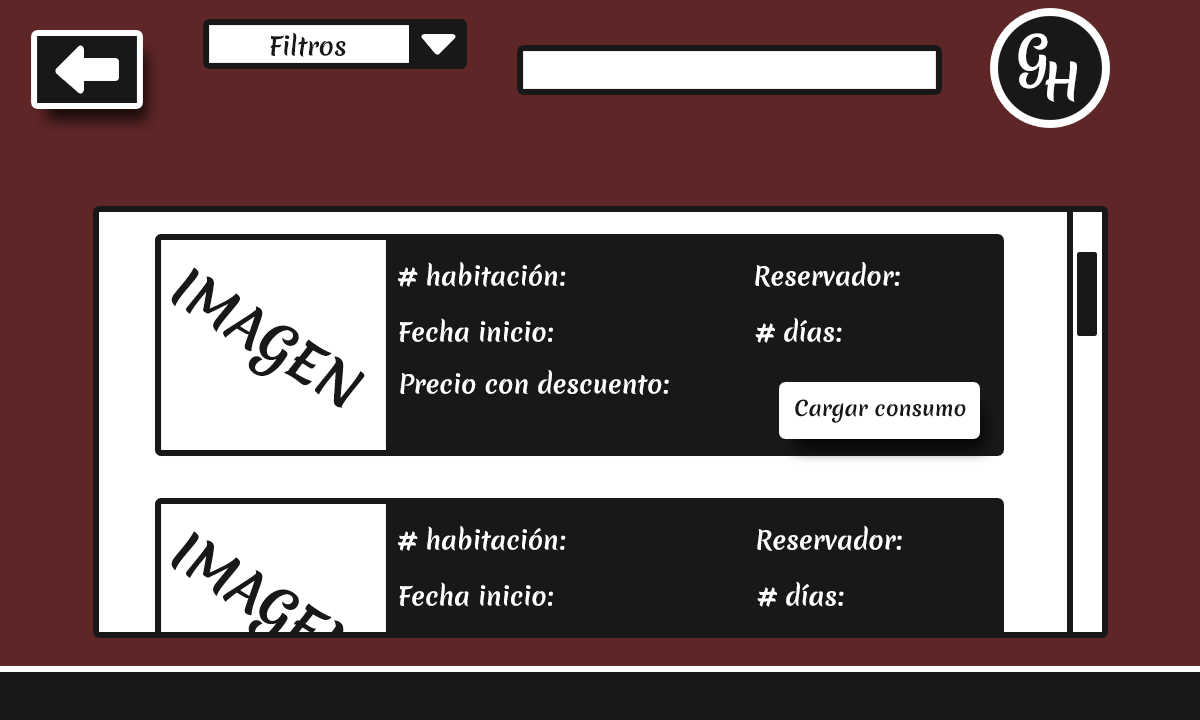 Filtros
GH
IMAGEN
# habitación:
Reservador:
Fecha inicio:
# días:
Precio con descuento:
Cargar consumo
IMAGEN
# habitación:
Reservador:
Fecha inicio:
# días: